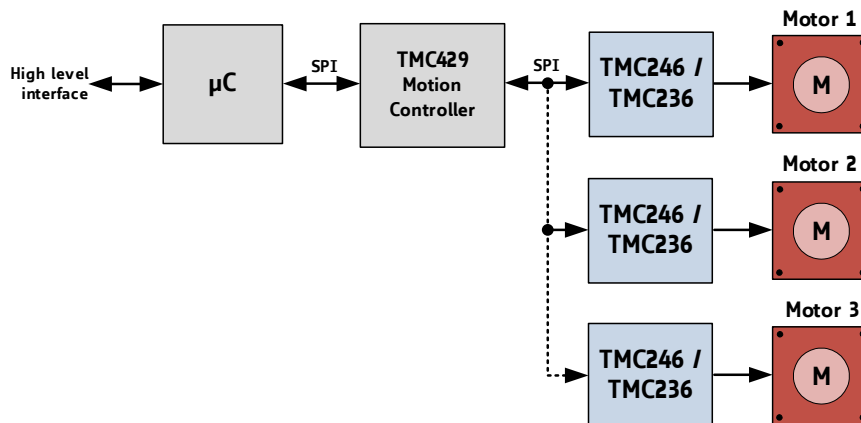 Motor 1
High level
interface
µC
SPI
TMC429
Motion
Controller
SPI
TMC246 /
TMC236
M
Motor 2
TMC246 /
TMC236
M
Motor 3
TMC246 /
TMC236
M